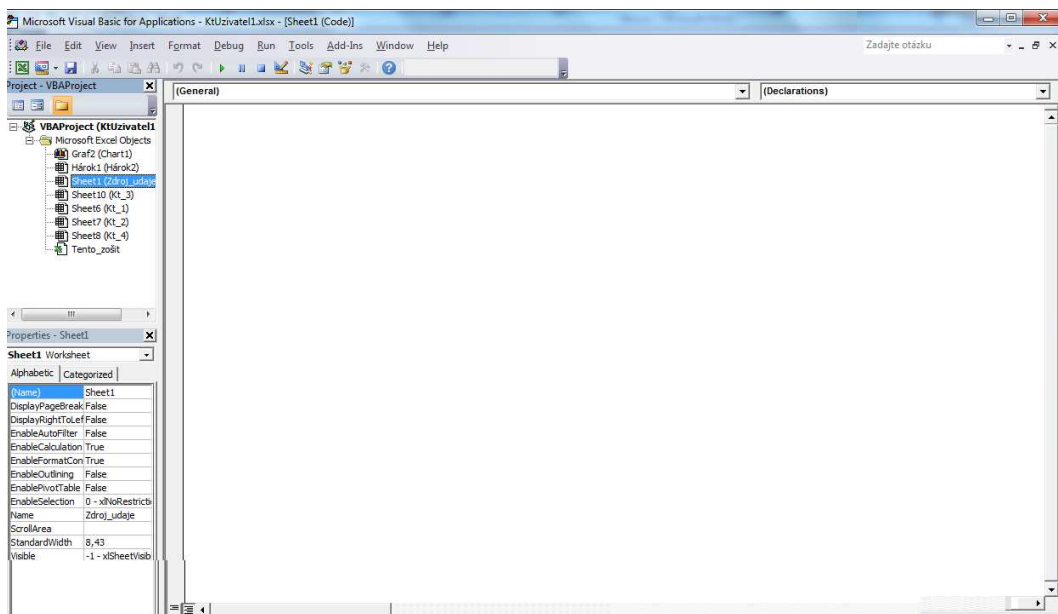 Microsoft Visual Basic for Applications - KtUzivatel1.xlsx - [Sheet1 (Code)]
File Edit View Insert Format Debug Run Tools Add-Ins Window Help Zadajte otázku
Project - VBAProject
(General) (Declarations)
VBAProject (KtUzivatel1
Microsoft Excel Objects
Graf2 (Chart1)
Hárok1 (Hárok2)
Sheet1 (Zdroj_udaje
Sheet10 (Kt_3)
Sheet6 (Kt_1)
Sheet7 (Kt_2)
Sheet8 (Kt_4)
Tento_zošit
Properties - Sheet1
Sheet1 Worksheet
Alphabetic Categorized
(Name) Sheet1
DisplayPageBreak False
DisplayRightToLef False
EnableAutoFilter False
EnableCalculation True
EnableFormatCon True
EnableOutlining False
EnablePivotTable False
EnableSelection 0 - xlNoRestricti
Name Zdroj_udaje
ScrollArea
StandardWidth 8,43
Visible -1 - xlSheetVisib